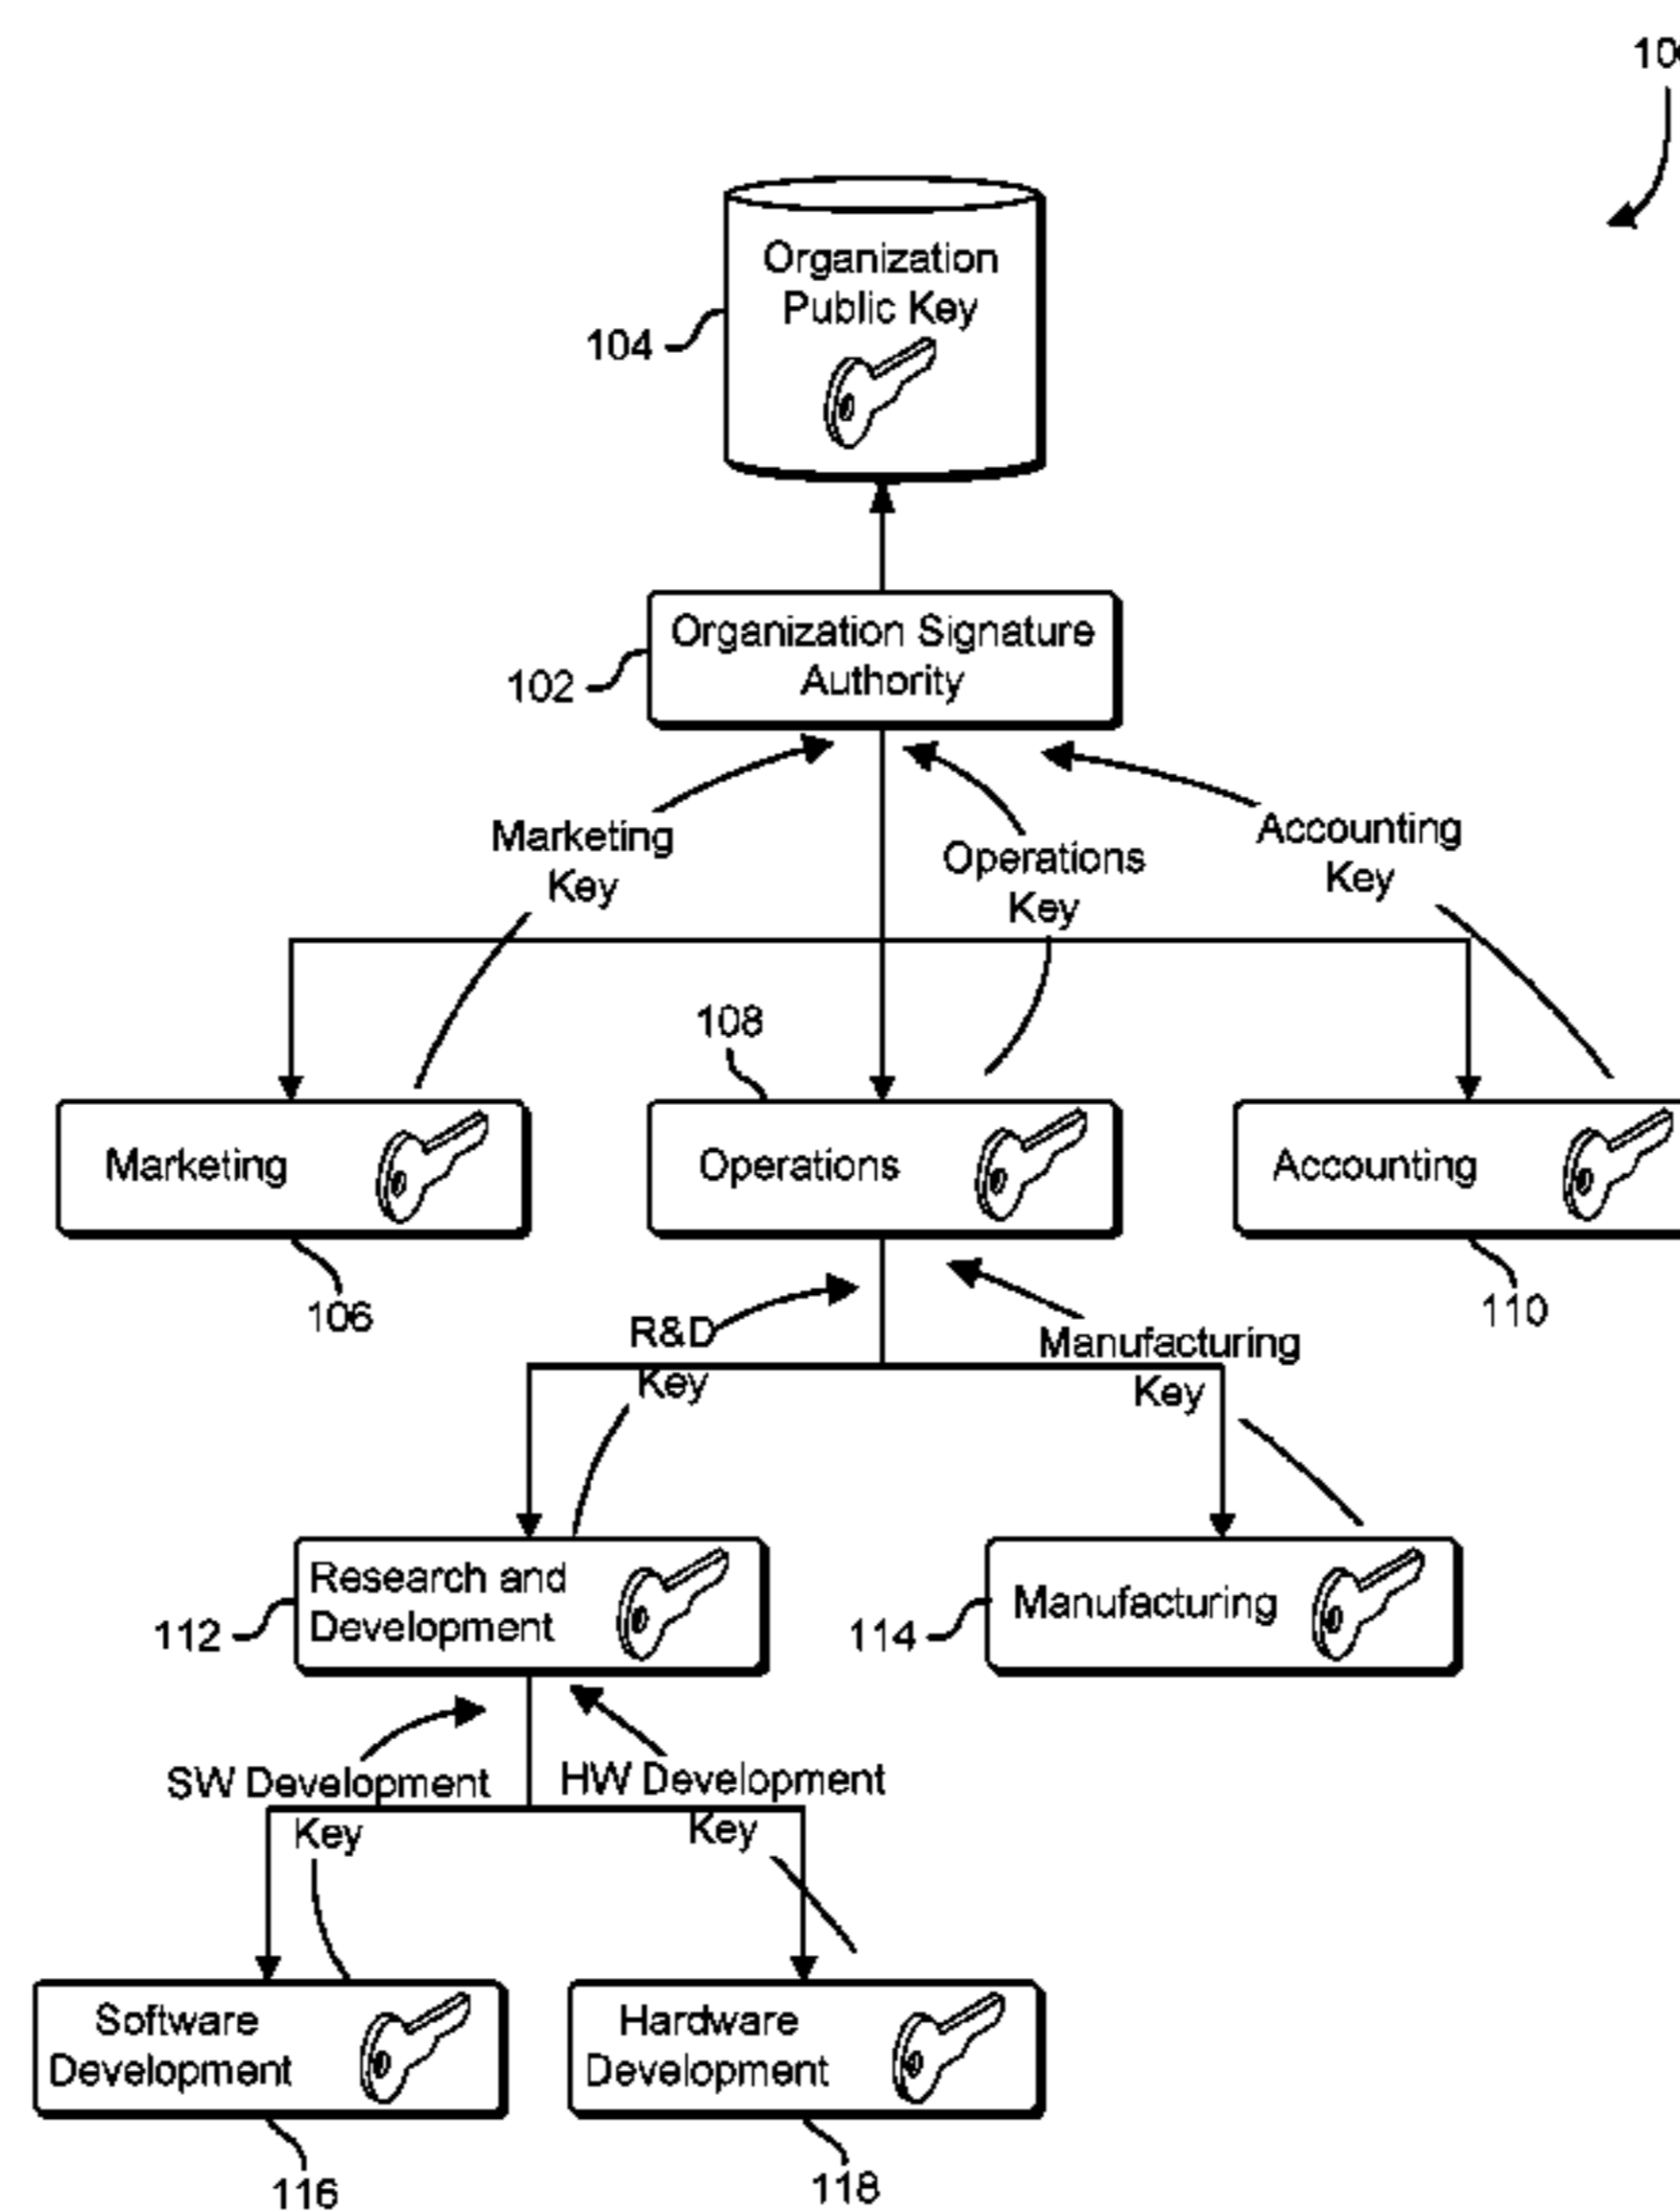 Organization
Public Key
104
Organization Signature
Authority
102
Marketing
Key
Operations
Key
Accounting
Key
108
Marketing
Operations
Accounting
106
110
R&D
Key
Manufacturing
Key
Research and
Development
112
Manufacturing
114
SW Development
Key
HW Development
Key
Software
Development
Hardware
Development
116
118